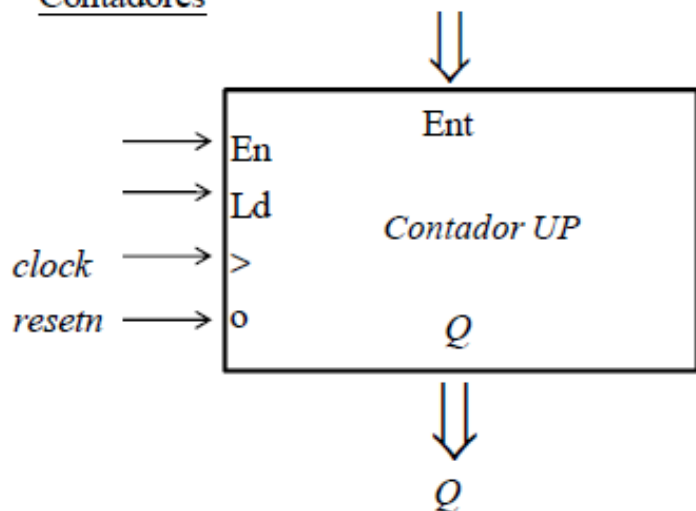 Contadores
Ent
En
Ld
Contador UP
clock >
resetn o
Q
Q